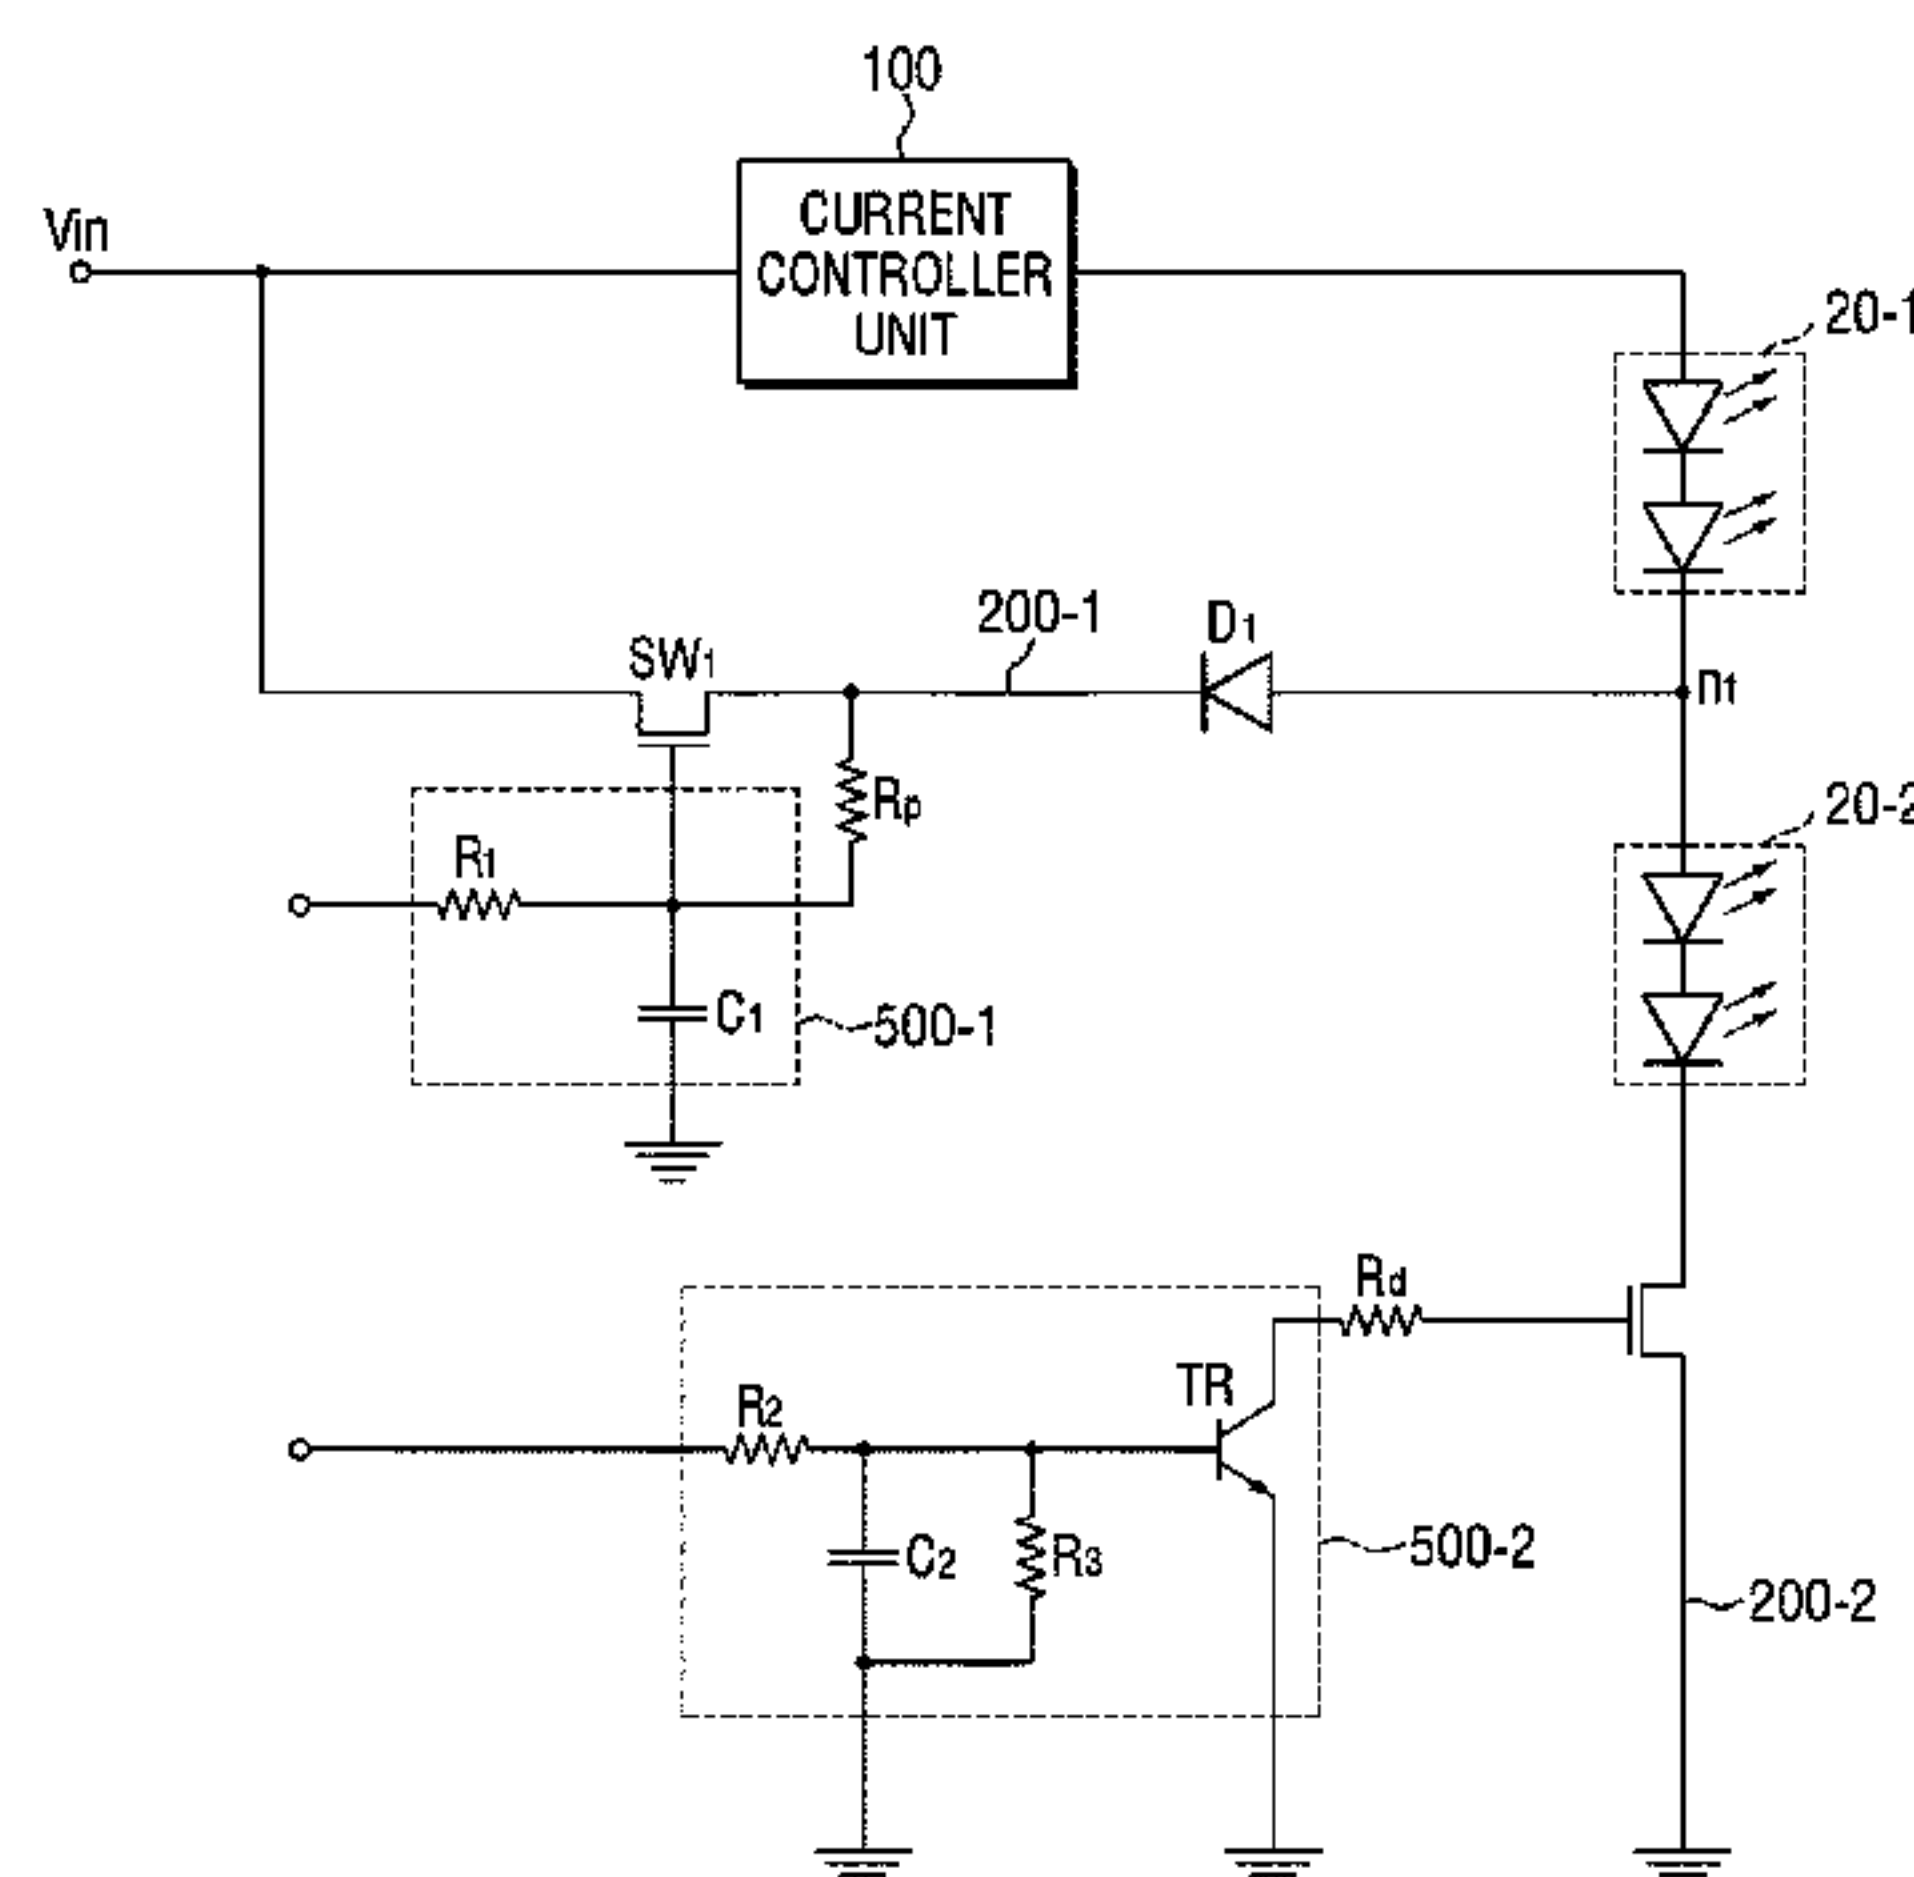 100
Vin
CURRENT
CONTROLLER
UNIT
20-1
200-1
D1
SW1
n1
Rp
20-2
R1
C1
500-1
Rd
TR
R2
C2
R3
500-2
200-2